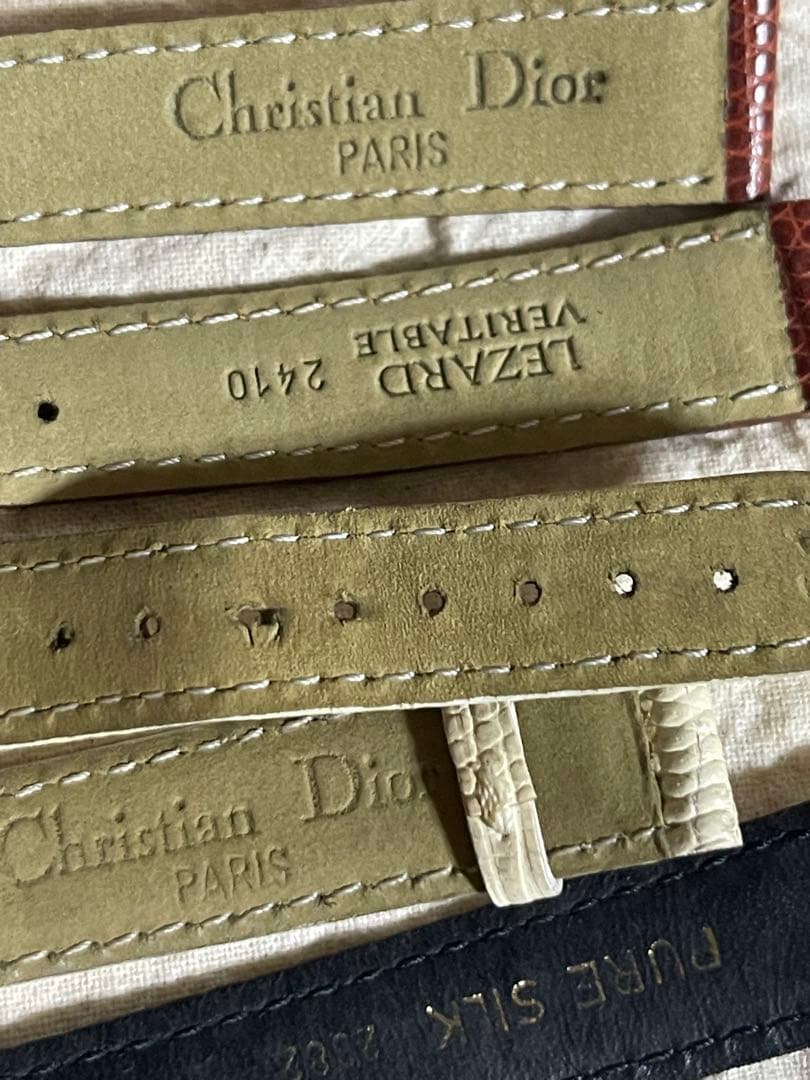 Christian Dior
PARIS
LEZARD
VERITABLE
2410
Christian Dior
PARIS
PURE SILK